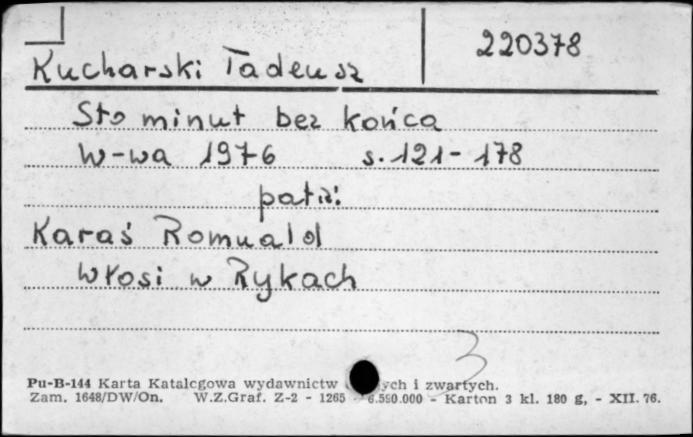 220378
Kucharski Tadeusz
Sto minut bez końca
W-wa 1976 s. 121-178
patrz:
Karaś Romuald
Włosi w Rykach
3
Pu-B-144 Karta Katalogowa wydawnictw ych i zwartych.
Zam. 1648/DW/On. W.Z.Graf. Z-2 - 1265 6.550.000 - Karton 3 kl. 180 g, - XII. 76.